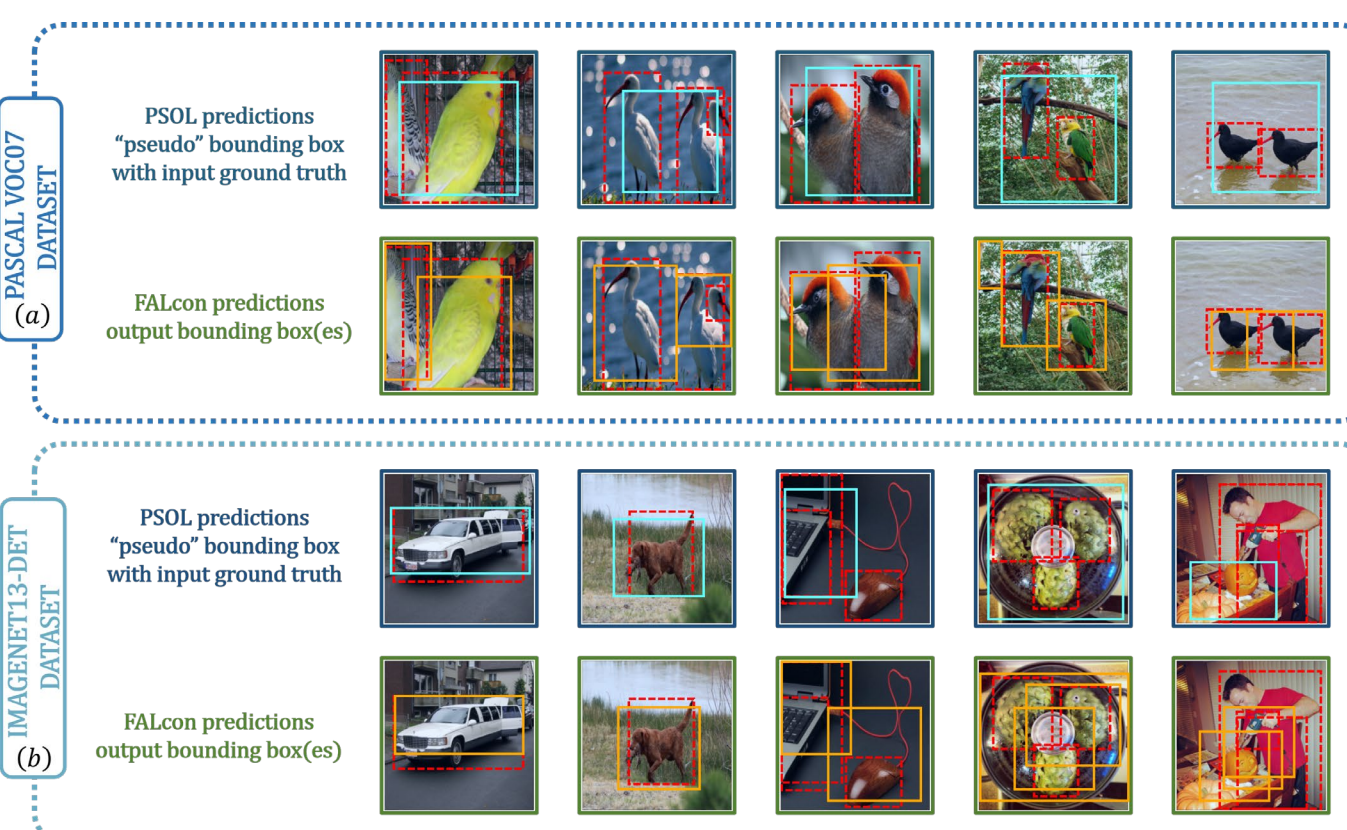 PASCAL VOC07
DATASET
(a)
PSOL predictions
“pseudo” bounding box
with input ground truth
FALcon predictions
output bounding box(es)
IMAGENET13-DET
DATASET
(b)
PSOL predictions
“pseudo” bounding box
with input ground truth
FALcon predictions
output bounding box(es)